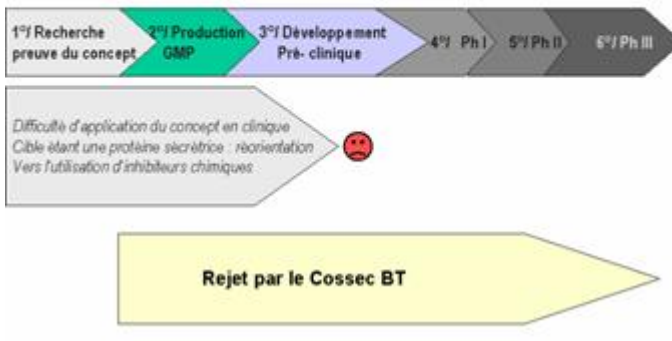 1°/ Recherche
preuve du concept
2°/ Production
GMP
3°/ Développement
Pré- clinique
4°/ Ph I
5°/ Ph II
6°/ Ph III
Difficulté d'application du concept en clinique
Cible étant une protéine sécrétrice : réorientation
Vers l'utilisation d'inhibiteurs chimiques
Rejet par le Cossec BT